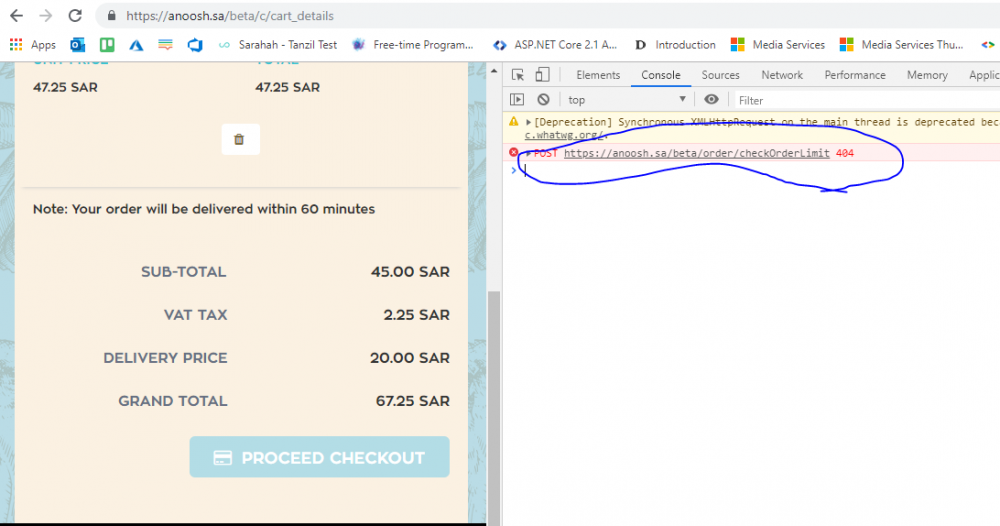 https://anoosh.sa/beta/c/cart_details
Apps Sarahah - Tanzil Test Free-time Program... ASP.NET Core 2.1 A... D Introduction Media Services Media Services Thu...
Elements Console Sources Network Performance Memory Applic
top Filter
[Deprecation] Synchronous XMLHttpRequest on the main thread is deprecated bec
c.whatwg.org/.
POST https://anoosh.sa/beta/order/checkOrderLimit 404
47.25 SAR 47.25 SAR
Note: Your order will be delivered within 60 minutes
SUB-TOTAL 45.00 SAR
VAT TAX 2.25 SAR
DELIVERY PRICE 20.00 SAR
GRAND TOTAL 67.25 SAR
PROCEED CHECKOUT